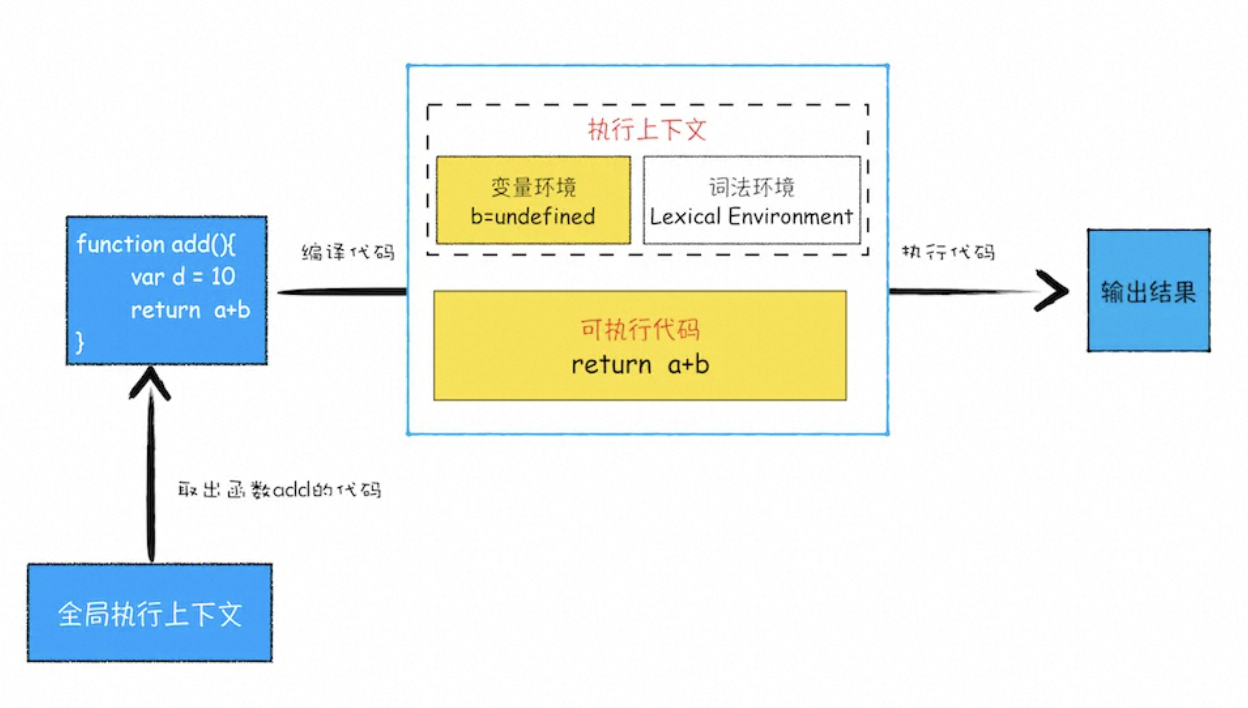 执行上下文
变量环境
b=undefined
词法环境
Lexical Environment
function add(){
var d = 10
return a+b
}
编译代码
可执行代码
return a+b
执行代码
输出结果
取出函数add的代码
全局执行上下文